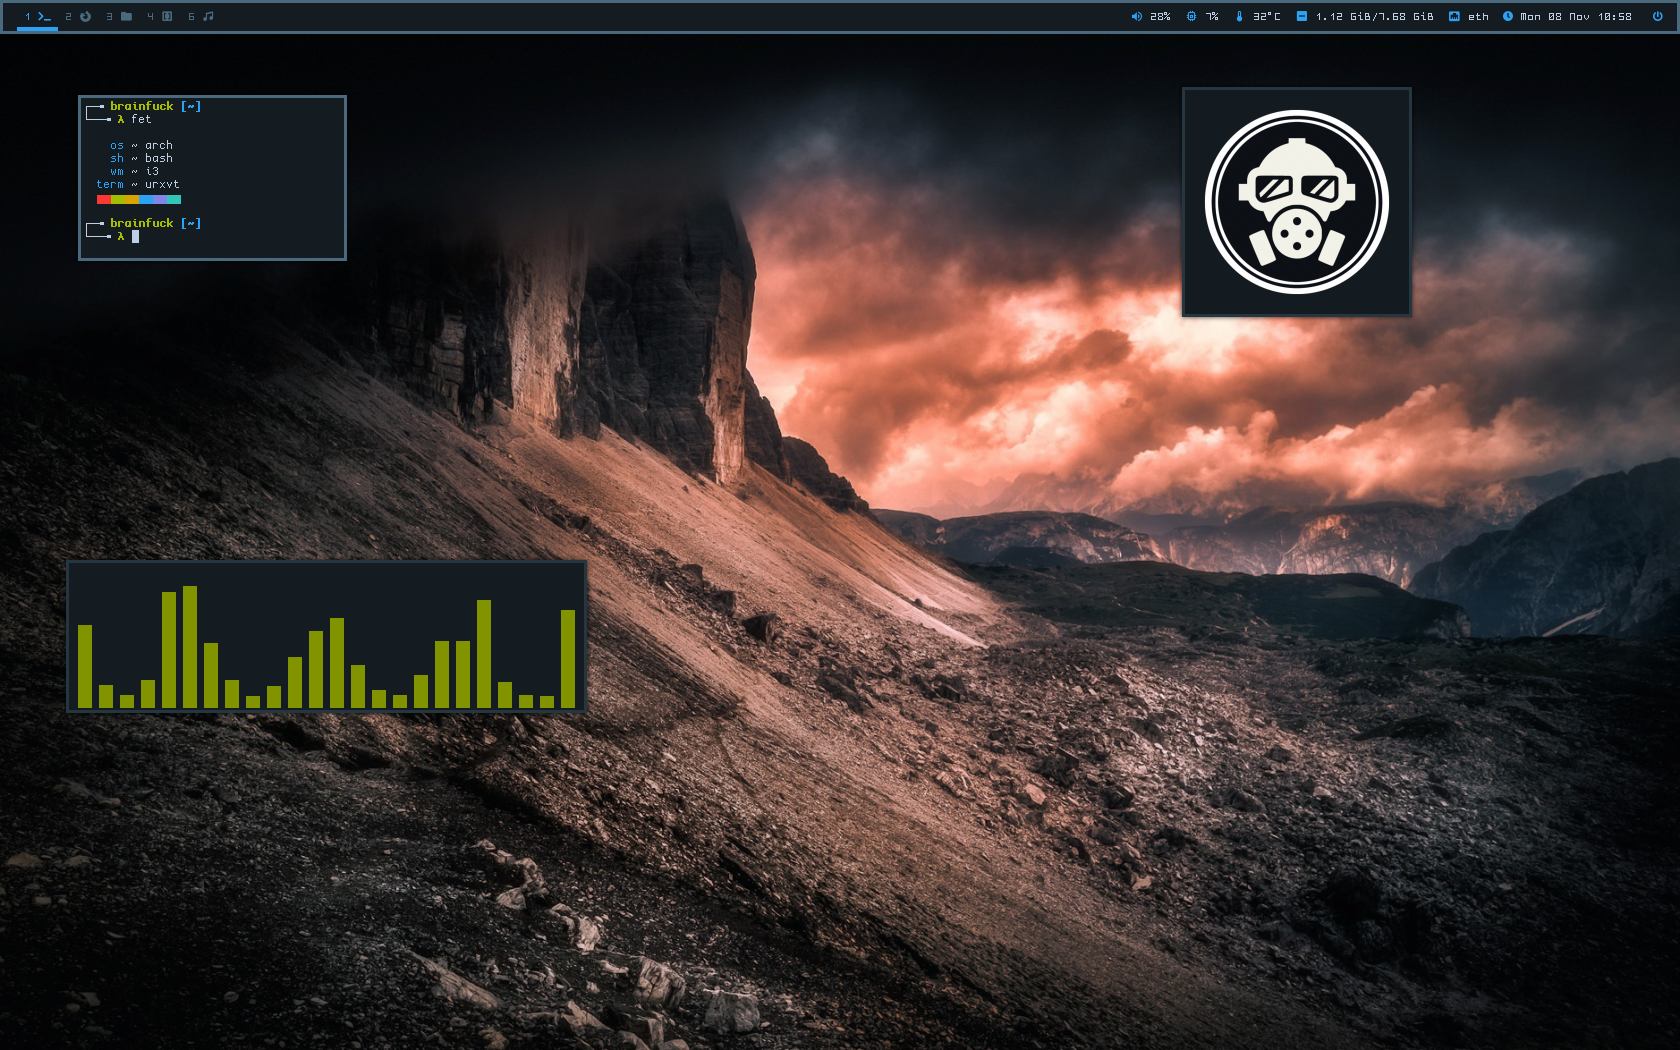 1 2 3 4 6 28% 7% 32°C 1.12 GiB/7.68 GiB eth Mon 08 Nov 10:58
brainfuck [~]
λ fet
os ~ arch
sh ~ bash
wm ~ i3
term ~ urxvt
brainfuck [~]
λ